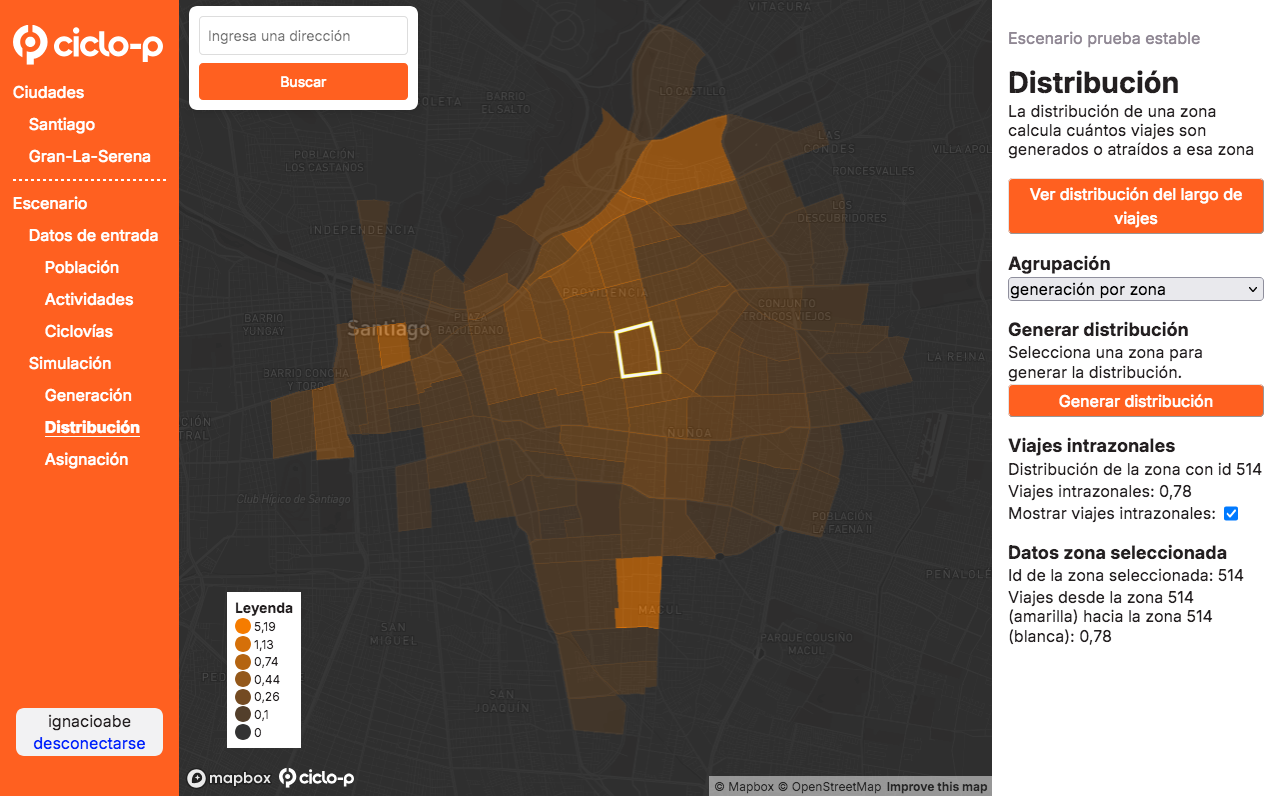 ciclo-p
Ciudades
Santiago
Gran-La-Serena
Escenario
Datos de entrada
Población
Actividades
Ciclovías
Simulación
Generación
Distribución
Asignación
ignacioabe
desconectarse
Ingresa una dirección
Buscar
VITACURA
LO CASTILLO
BARRIO
EL SALTO
LAS
CONDES
VILLA APOL
POBLACIÓN
LOS CASTAÑOS
RONCESVALLES
LOS
DESCUBRIDORES
INDEPENDENCIA
PROVIDENCIA
CONJUNTO
TRONCOS VIEJOS
BARRIO
YUNGAY
Santiago
PLAZA
BAQUEDANO
LA REINA
BARRIO CONCHA
Y TORO
ÑUÑOA
Club Hípico de Santiago
POBLACIÓN
LA FAENA II
PEÑALOLÉ
MACUL
SAN
MIGUEL
PARQUE COUSIÑO
MACUL
SAN
JOAQUÍN
Leyenda
5,19
1,13
0,74
0,44
0,26
0,1
0
mapbox ciclo-p
© Mapbox © OpenStreetMap Improve this map
Escenario prueba estable
Distribución
La distribución de una zona
calcula cuántos viajes son
generados o atraídos a esa zona
Ver distribución del largo de
viajes
Agrupación
generación por zona
Generar distribución
Selecciona una zona para
generar la distribución.
Generar distribución
Viajes intrazonales
Distribución de la zona con id 514
Viajes intrazonales: 0,78
Mostrar viajes intrazonales:
Datos zona seleccionada
Id de la zona seleccionada: 514
Viajes desde la zona 514
(amarilla) hacia la zona 514
(blanca): 0,78